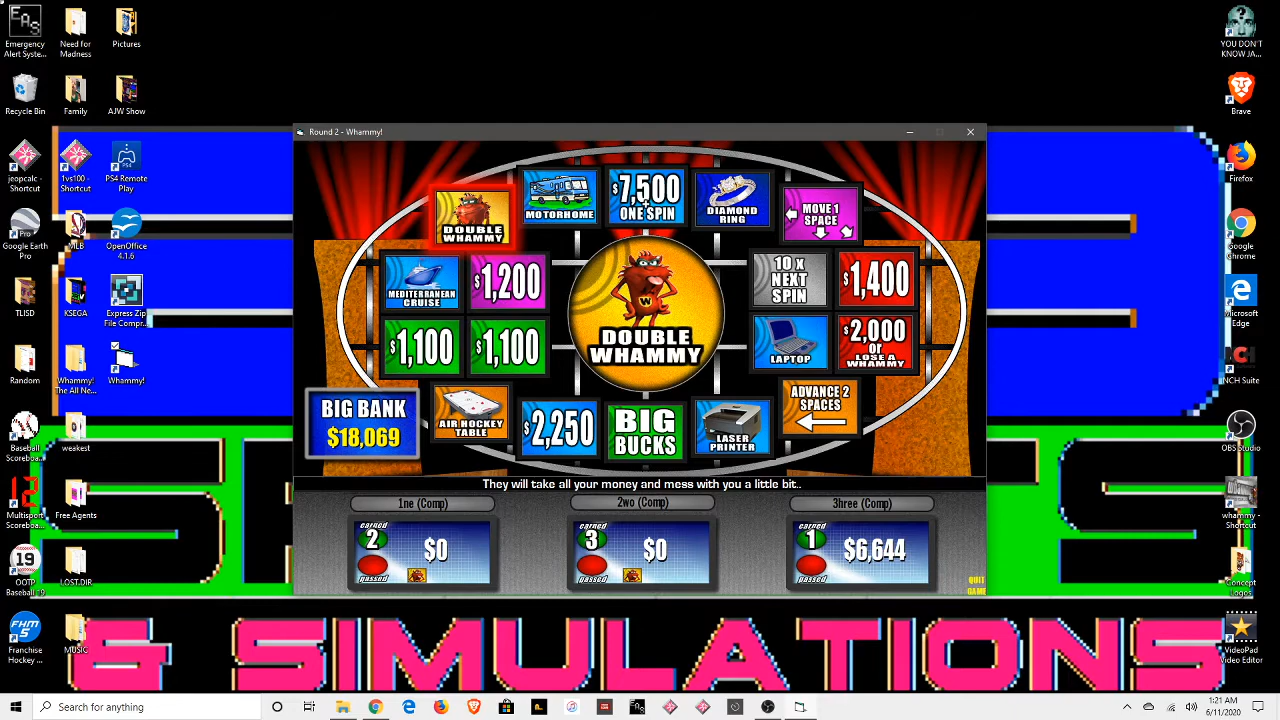 EAS
Emergency
Alert Syste...
Need for
Madness
Pictures
Recycle Bin
Family
AJW Show
jeopcalc -
Shortcut
1vs100 -
Shortcut
PS4 Remote
Play
Google Earth
Pro
MLB
OpenOffice
4.1.6
TLISD
KSEGA
Express Zip
File Compr...
Random
Whammy!
The All Ne...
Whammy!
Baseball
Scoreboa...
weakest
12
Multisport
Scoreboa...
Free Agents
19
OOTP
Baseball 19
LOST.DIR
FHM
5
Franchise
Hockey ...
MUSIC
Round 2 - Whammy!
DOUBLE
WHAMMY
MOTORHOME
$7,500
+
ONE SPIN
DIAMOND
RING
MOVE 1
SPACE
MEDITERRANEAN
CRUISE
$1,200
10 X
NEXT
SPIN
$1,400
$1,100
$1,100
W
DOUBLE
WHAMMY
LAPTOP
$2,000
OR
LOSE A
WHAMMY
BIG BANK
$18,069
AIR HOCKEY
TABLE
$2,250
BIG
BUCKS
LASER
PRINTER
ADVANCE 2
SPACES
They will take all your money and mess with you a little bit..
1ne (Comp)
2wo (Comp)
3hree (Comp)
earned
2
passed
$0
earned
3
passed
$0
earned
1
passed
$6,644
QUIT
GAME
& SIMULATIONS
?
YOU DON'T
KNOW JA...
Brave
Firefox
Google
Chrome
Microsoft
Edge
NCH Suite
OBS Studio
whammy -
Shortcut
Concept
Logos
VideoPad
Video Editor
Search for anything
1:21 AM
6/11/2020